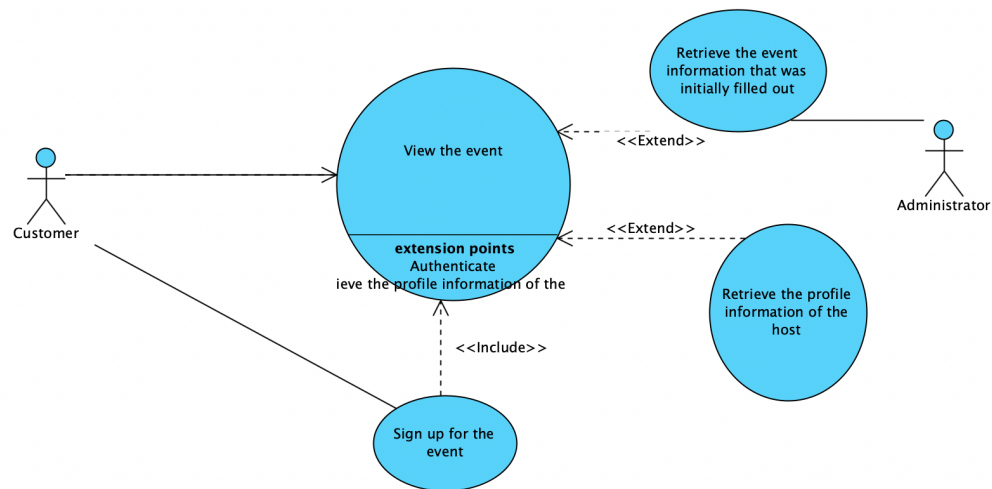 Retrieve the event
information that was
initially filled out
View the event
<<Extend>>
Customer
Administrator
<<Extend>>
extension points
Authenticate
ieve the profile information of the
Retrieve the profile
information of the
host
<<Include>>
Sign up for the
event